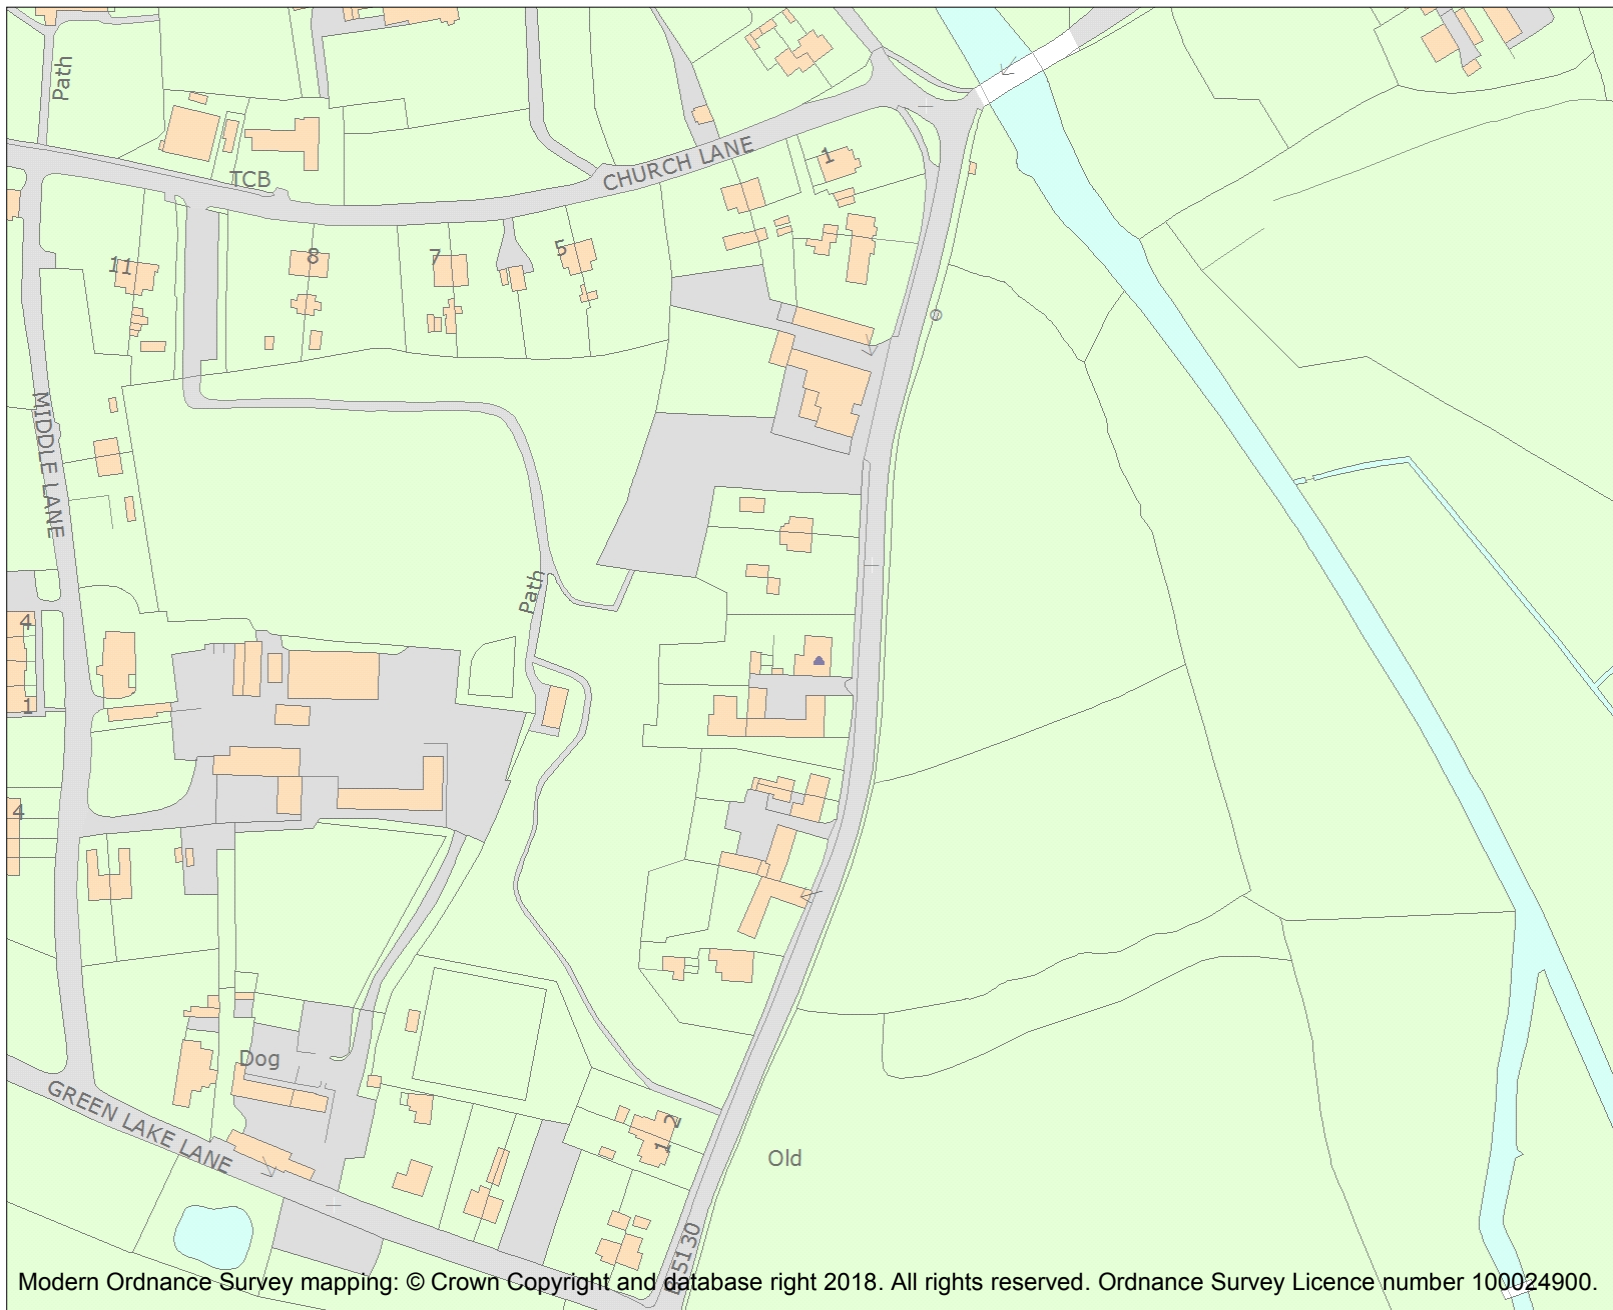 Path
CHURCH LANE
1
TCB
11
8
7
5
MIDDLE LANE
Path
4
1
4
Dog
GREEN LAKE LANE
2
1
Old
Modern Ordnance Survey mapping: © Crown Copyright and database right 2018. All rights reserved. Ordnance Survey Licence number 100024900.